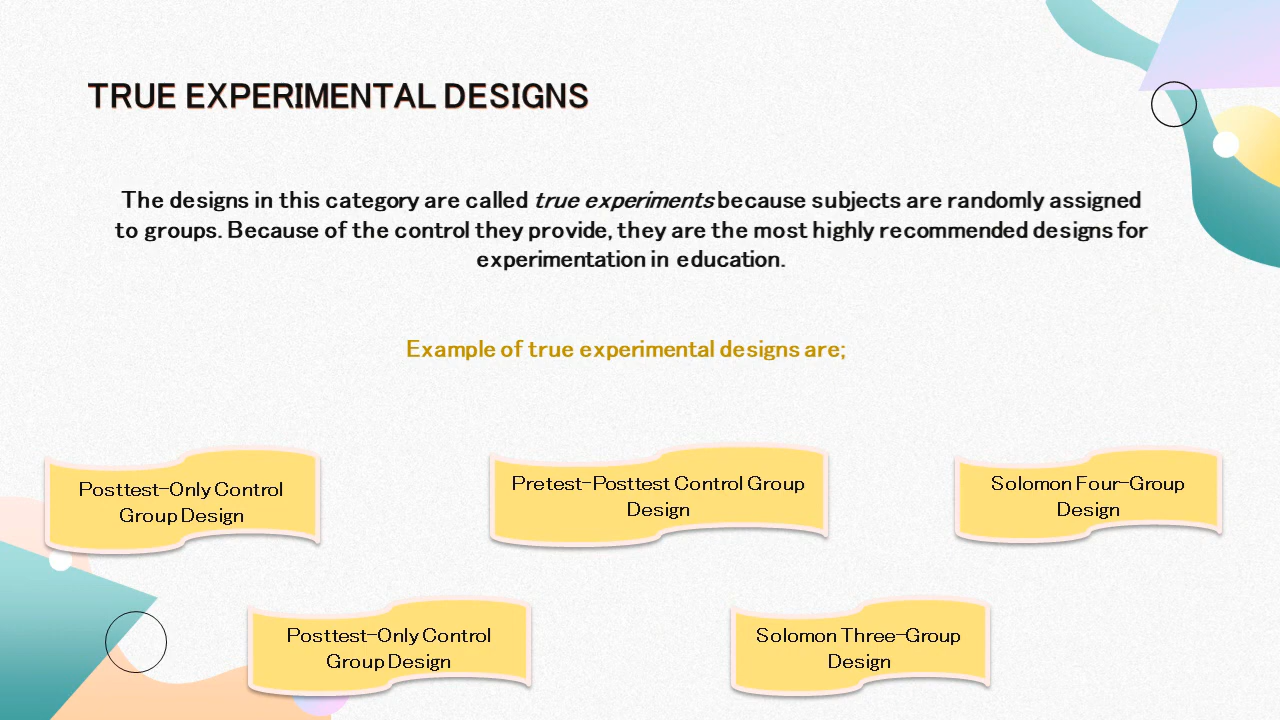 TRUE EXPERIMENTAL DESIGNS
The designs in this category are called true experiments because subjects are randomly assigned
to groups. Because of the control they provide, they are the most highly recommended designs for
experimentation in education.
Example of true experimental designs are;
Posttest-Only Control
Group Design
Pretest-Posttest Control Group
Design
Solomon Four-Group
Design
Posttest-Only Control
Group Design
Solomon Three-Group
Design